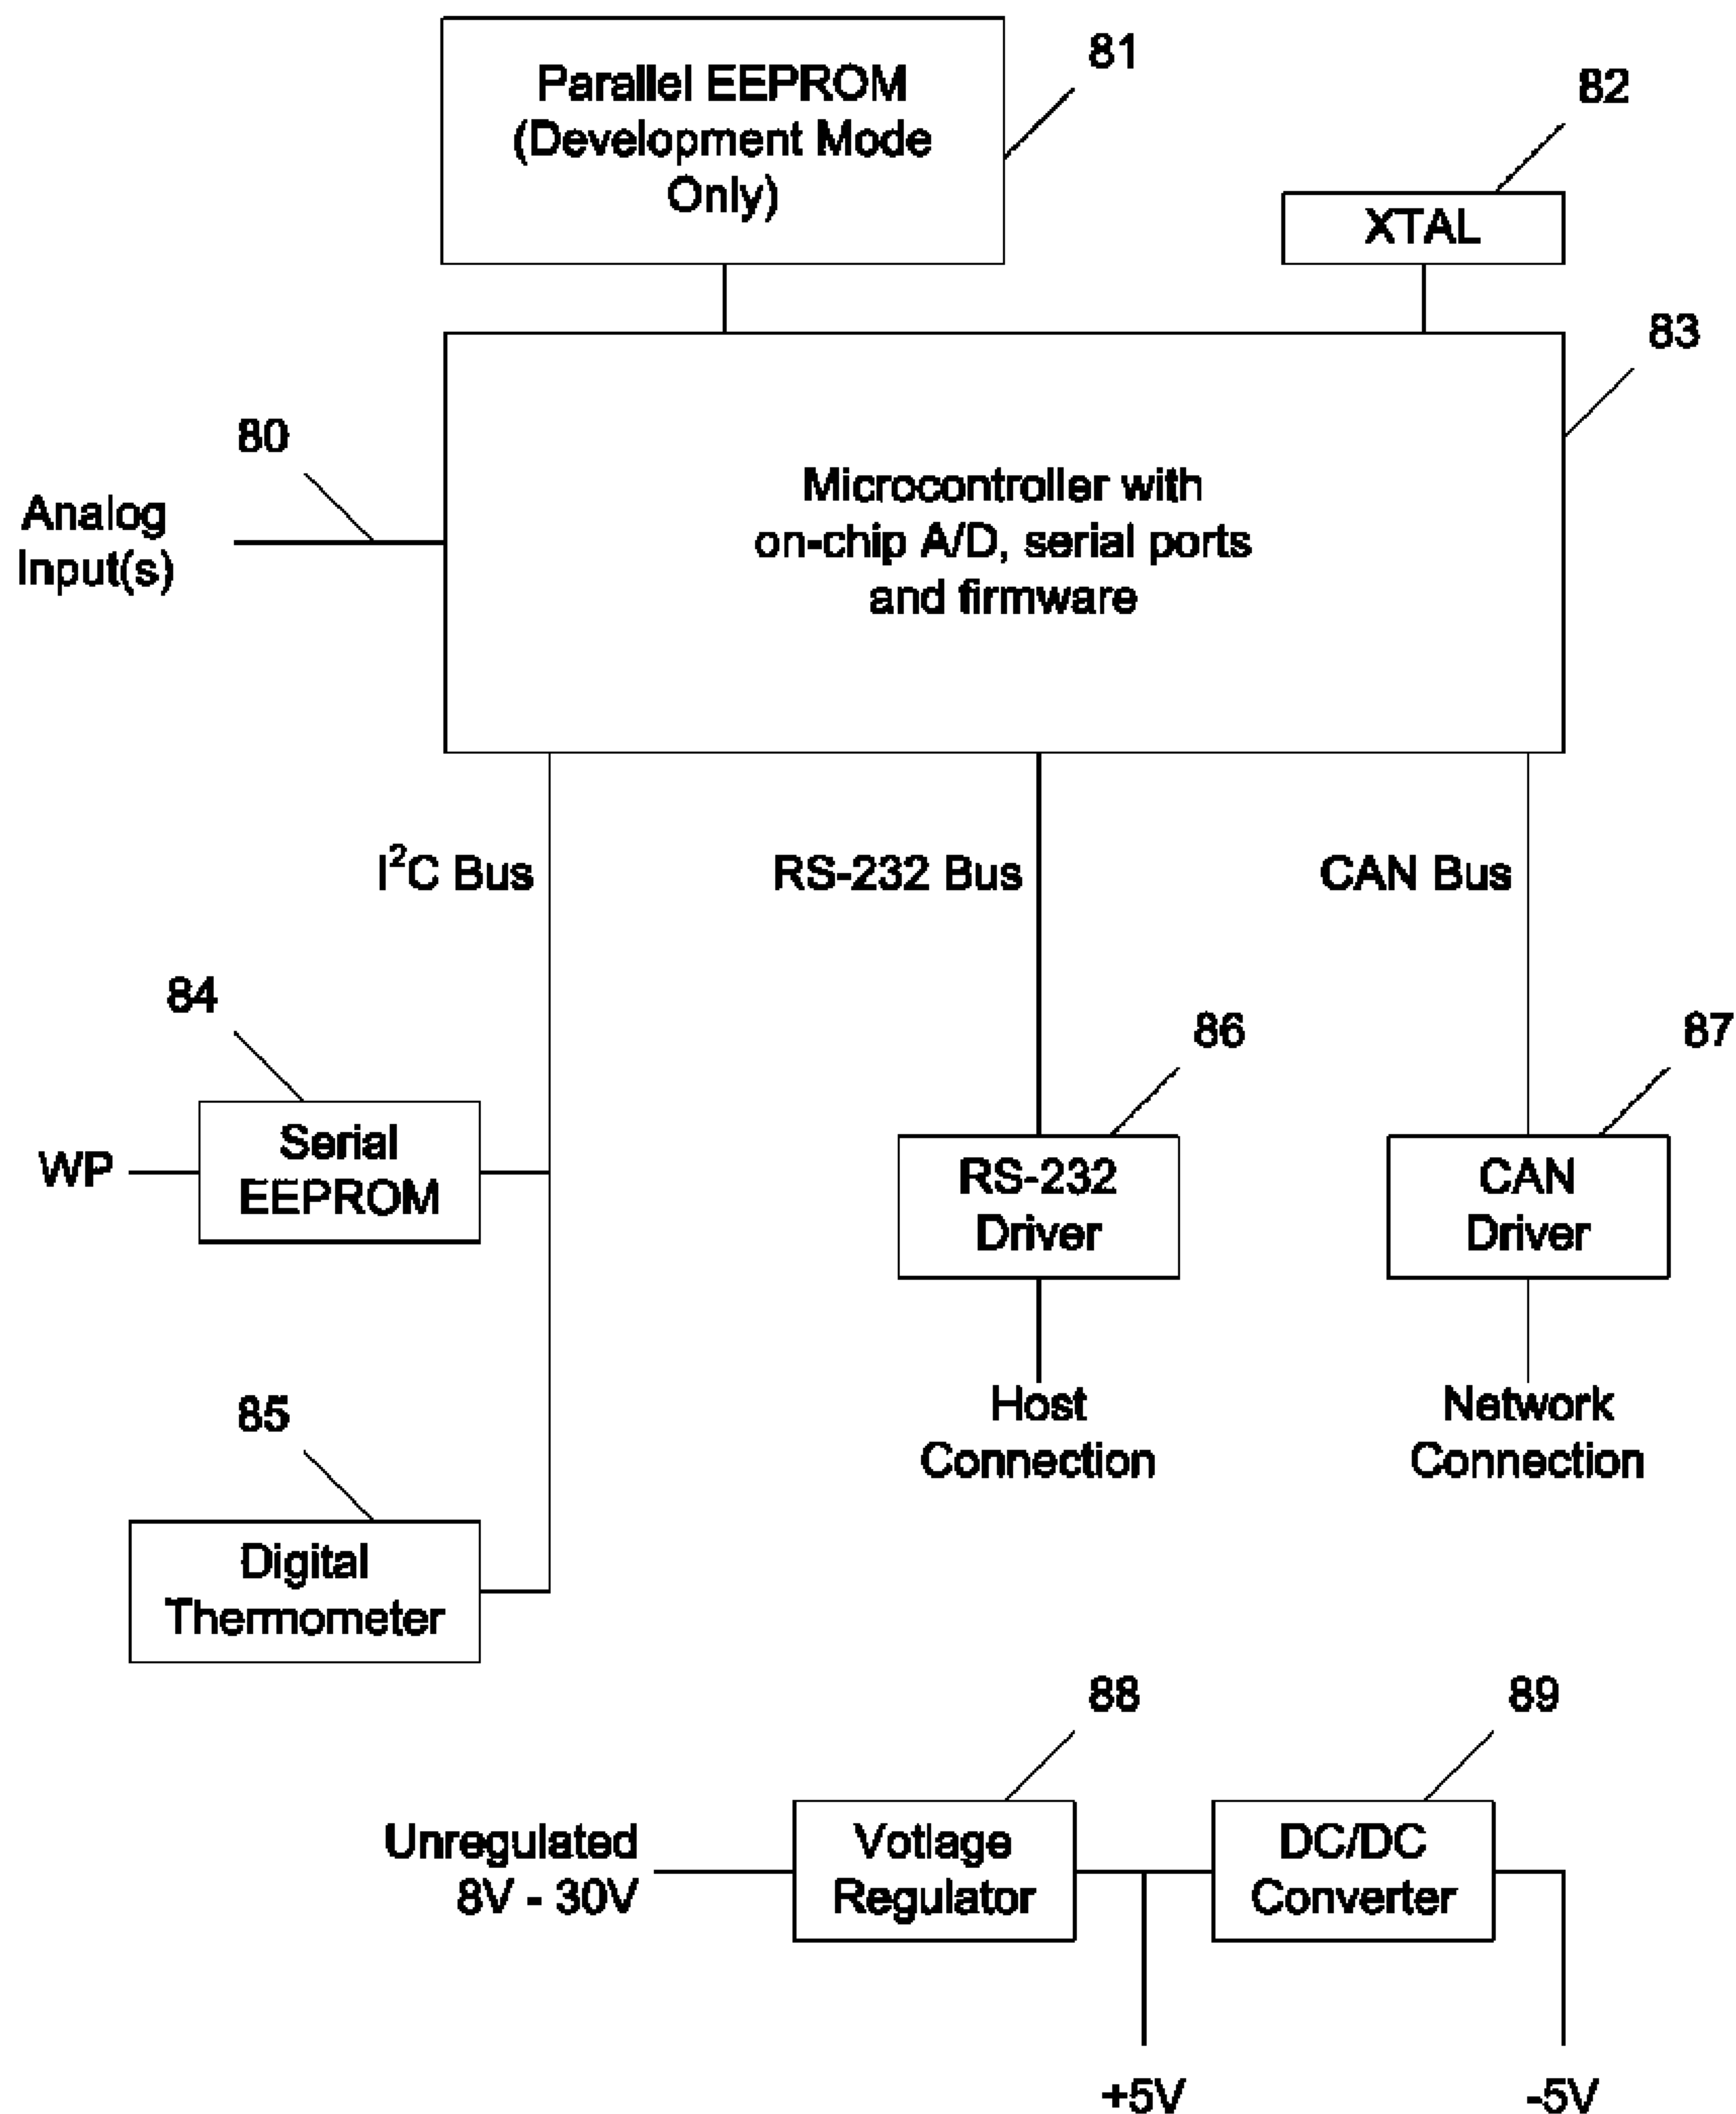 Parallel EEPROM
(Development Mode
Only)
81
82
XTAL
83
80
Analog
Input(s)
Microcontroller with
on-chip A/D, serial ports
and firmware
I²C Bus
RS-232 Bus
CAN Bus
84
86
87
WP
Serial
EEPROM
RS-232
Driver
CAN
Driver
85
Host
Connection
Network
Connection
Digital
Thermometer
88
89
Unregulated
8V - 30V
Votlage
Regulator
DC/DC
Converter
+5V
-5V